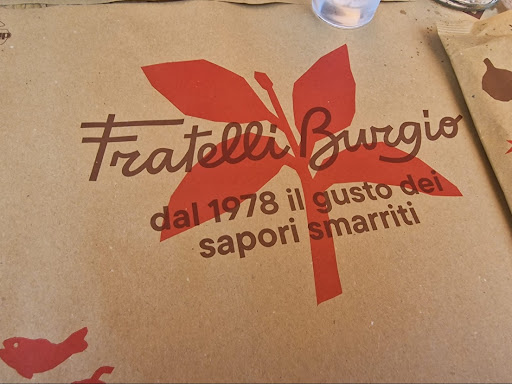 Fratelli Burgio
dal 1978 il gusto dei
sapori smarriti